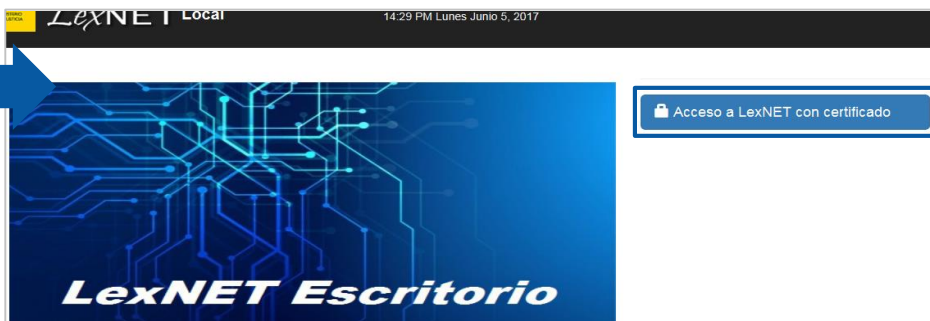 LexNET Local
14:29 PM Lunes Junio 5, 2017
Acceso a LexNET con certificado
LexNET Escritorio